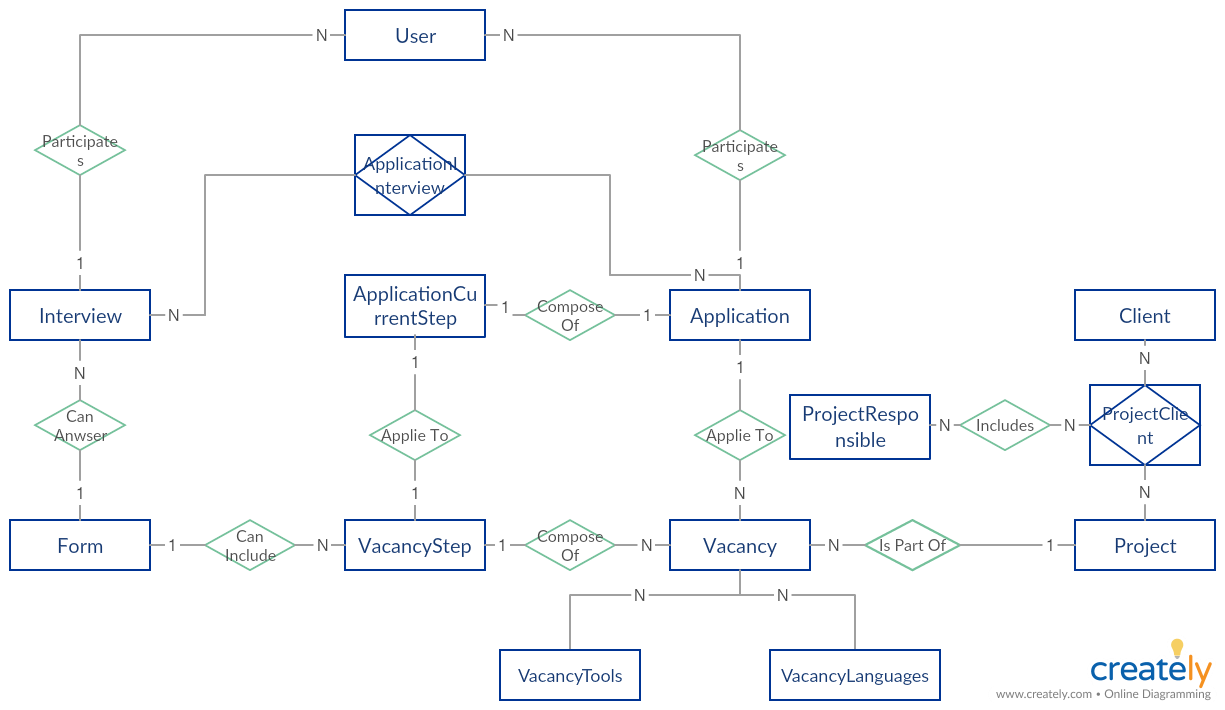 N
User
N
Participate
s
ApplicationI
nterview
Participate
s
1
1
N
Interview
N
ApplicationCu
rrentStep
1
Compose
Of
1
Application
Client
N
1
1
N
Can
Anwser
Applie To
Applie To
ProjectRespo
nsible
N
Includes
N
ProjectClie
nt
1
1
N
N
Form
1
Can
Include
N
VacancyStep
1
Compose
Of
N
Vacancy
N
Is Part Of
1
Project
N
N
VacancyTools
VacancyLanguages
creately
www.creately.com • Online Diagramming